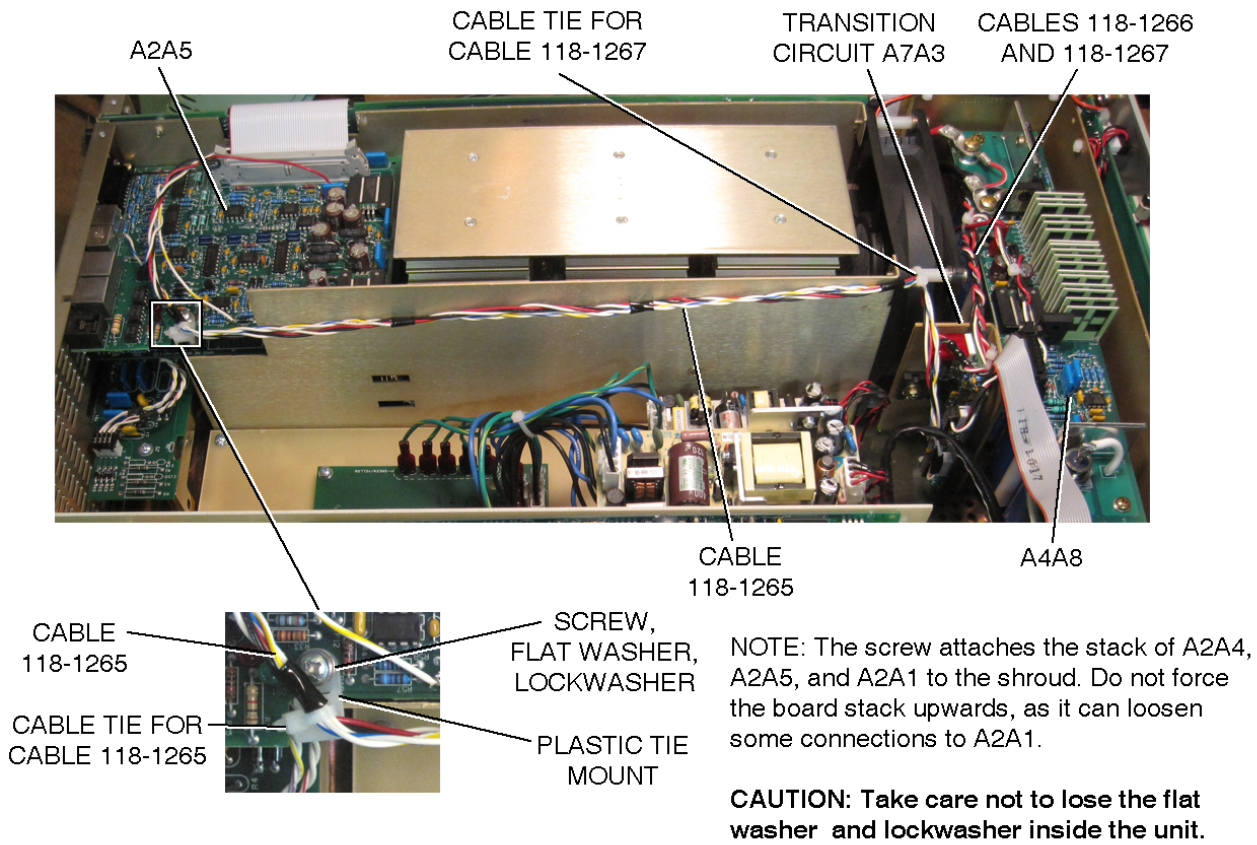 A2A5
CABLE TIE FOR
CABLE 118-1267
TRANSITION
CIRCUIT A7A3
CABLES 118-1266
AND 118-1267
118-1017
CABLE
118-1265
A4A8
CABLE
118-1265
CABLE TIE FOR
CABLE 118-1265
SCREW,
FLAT WASHER,
LOCKWASHER
PLASTIC TIE
MOUNT
NOTE: The screw attaches the stack of A2A4,
A2A5, and A2A1 to the shroud. Do not force
the board stack upwards, as it can loosen
some connections to A2A1.
CAUTION: Take care not to lose the flat
washer and lockwasher inside the unit.